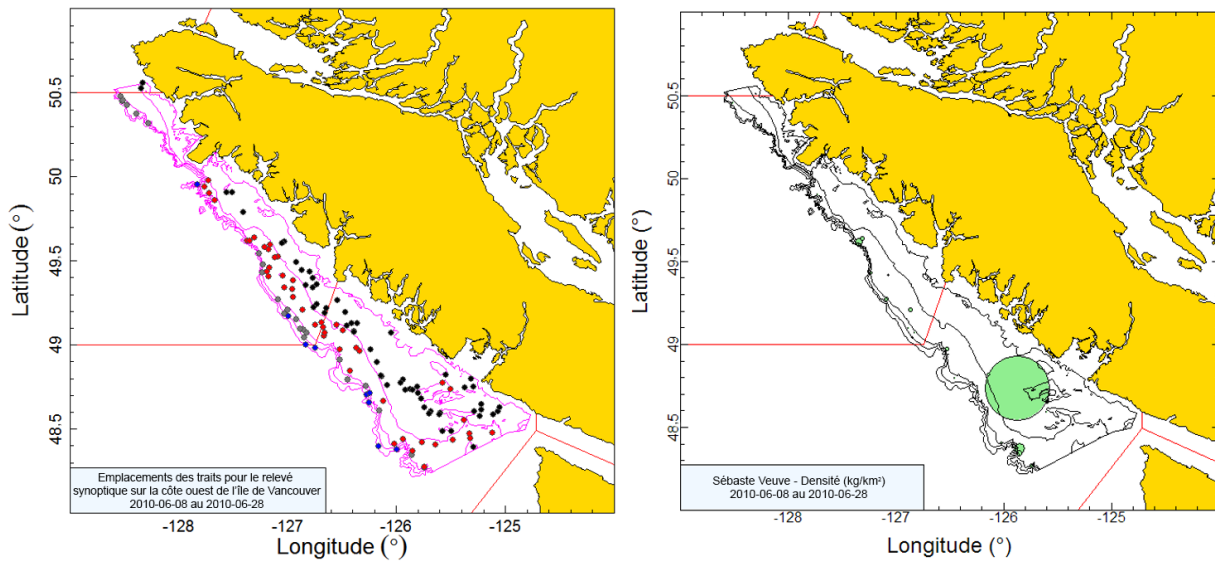 50.5
50
49.5
49
48.5
Latitude (°)
Emplacements des traits pour le relevé
synoptique sur la côte ouest de l'île de Vancouver
2010-06-08 au 2010-06-28
-128
-127
-126
-125
Longitude (°)
50.5
50
49.5
49
48.5
Latitude (°)
Sébaste Veuve - Densité (kg/km²)
2010-06-08 au 2010-06-28
-128
-127
-126
-125
Longitude (°)